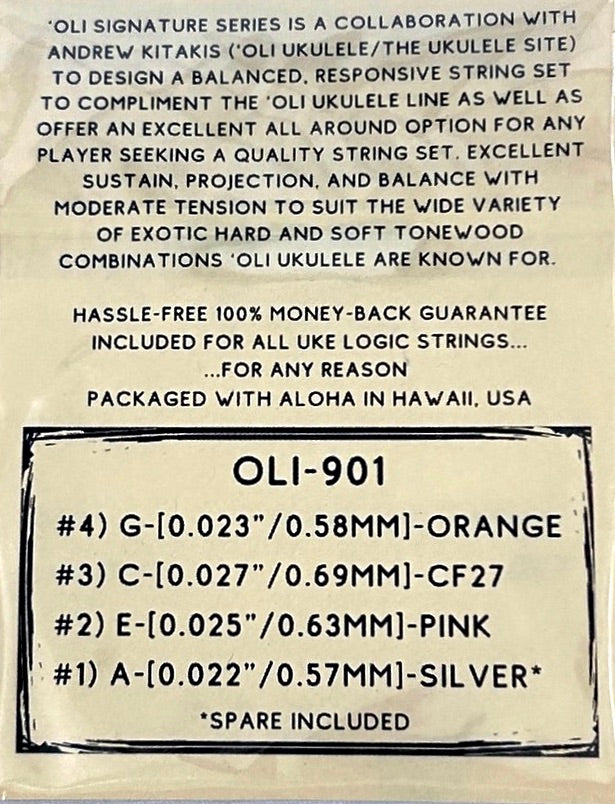 'OLI SIGNATURE SERIES IS A COLLABORATION WITH
ANDREW KITAKIS ('OLI UKULELE/THE UKULELE SITE)
TO DESIGN A BALANCED, RESPONSIVE STRING SET
TO COMPLIMENT THE 'OLI UKULELE LINE AS WELL AS
OFFER AN EXCELLENT ALL AROUND OPTION FOR ANY
PLAYER SEEKING A QUALITY STRING SET. EXCELLENT
SUSTAIN, PROJECTION, AND BALANCE WITH
MODERATE TENSION TO SUIT THE WIDE VARIETY
OF EXOTIC HARD AND SOFT TONEWOOD
COMBINATIONS 'OLI UKULELE ARE KNOWN FOR.
HASSLE-FREE 100% MONEY-BACK GUARANTEE
INCLUDED FOR ALL UKE LOGIC STRINGS...
...FOR ANY REASON
PACKAGED WITH ALOHA IN HAWAII, USA
OLI-901
#4) G-[0.023"/0.58MM]-ORANGE
#3) C-[0.027"/0.69MM]-CF27
#2) E-[0.025"/0.63MM]-PINK
#1) A-[0.022"/0.57MM]-SILVER*
*SPARE INCLUDED